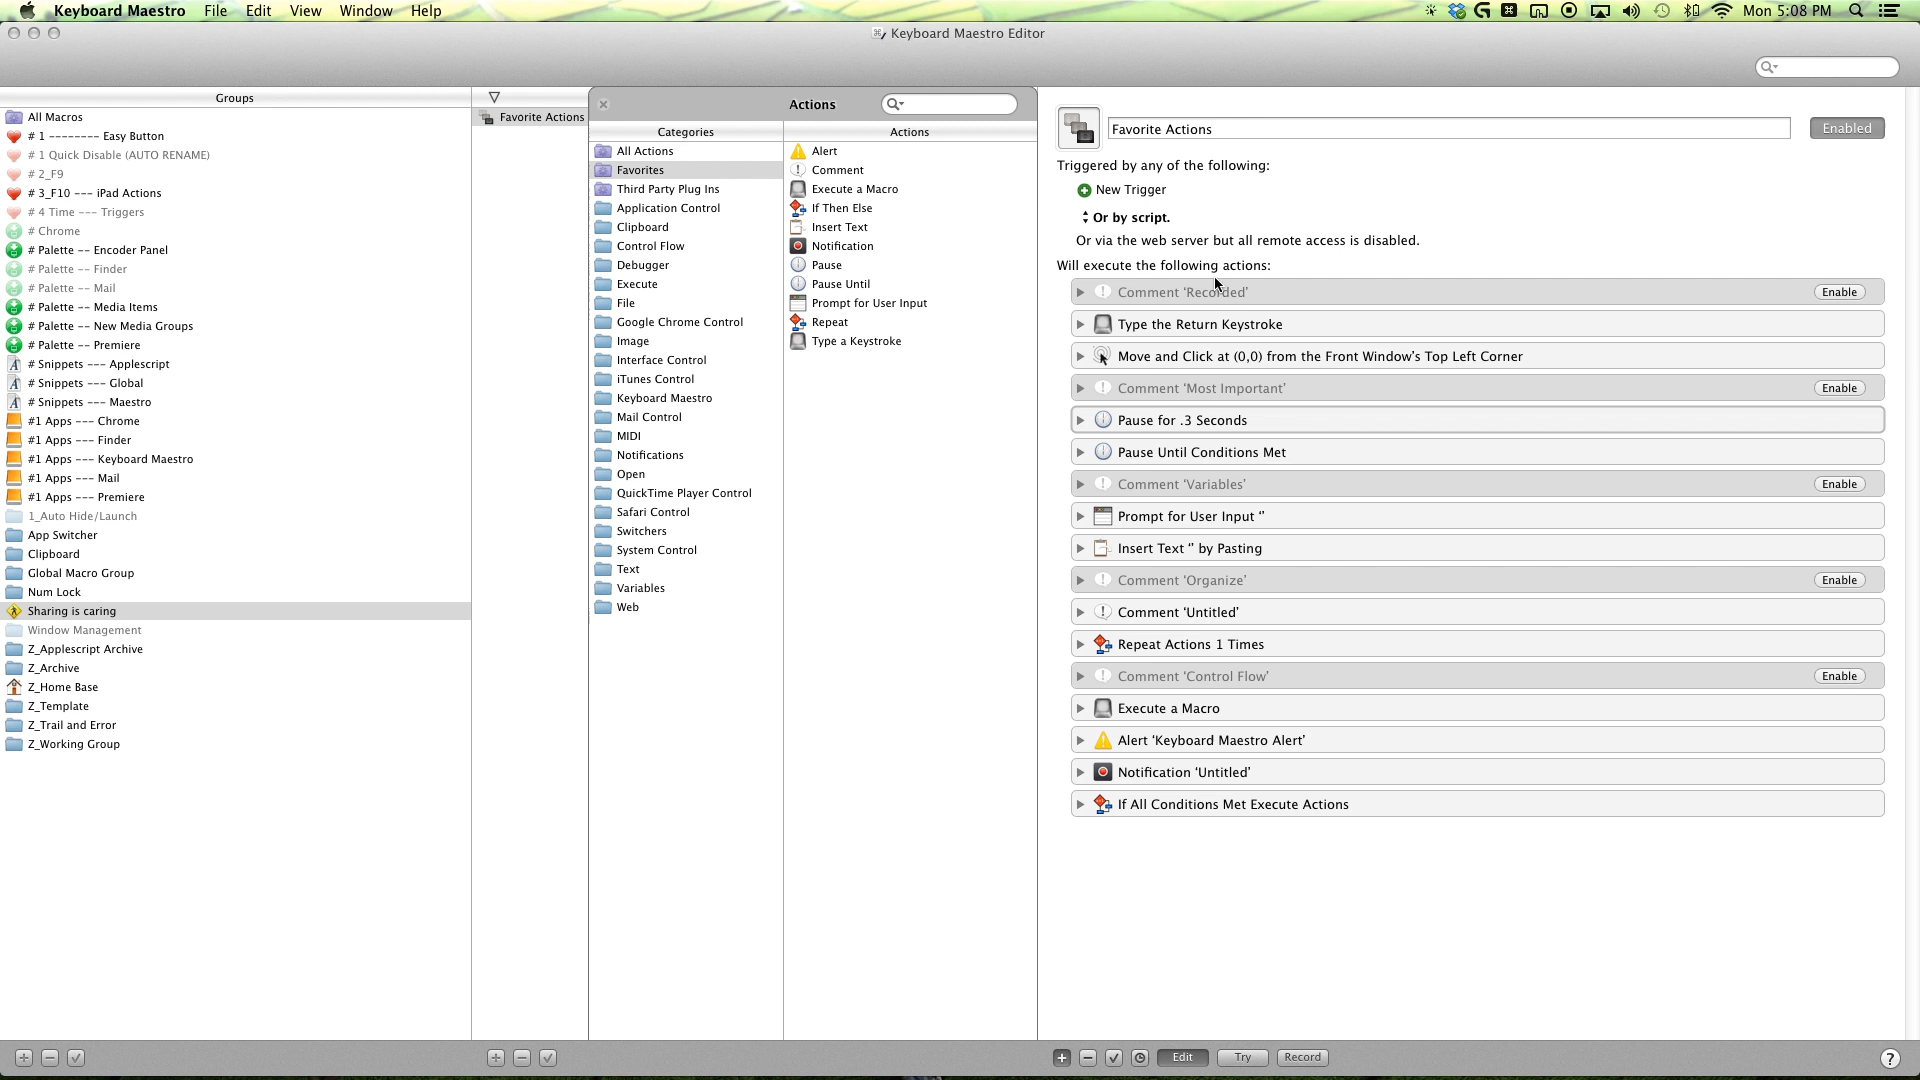 Keyboard Maestro File Edit View Window Help Mon 5:08 PM
Keyboard Maestro Editor
Groups
All Macros
# 1 -------- Easy Button
# 1 Quick Disable (AUTO RENAME)
# 2_F9
# 3_F10 --- iPad Actions
# 4 Time --- Triggers
# Chrome
# Palette -- Encoder Panel
# Palette -- Finder
# Palette -- Mail
# Palette -- Media Items
# Palette -- New Media Groups
# Palette -- Premiere
# Snippets --- Applescript
# Snippets --- Global
# Snippets --- Maestro
#1 Apps --- Chrome
#1 Apps --- Finder
#1 Apps --- Keyboard Maestro
#1 Apps --- Mail
#1 Apps --- Premiere
1_Auto Hide/Launch
App Switcher
Clipboard
Global Macro Group
Num Lock
Sharing is caring
Window Management
Z_Applescript Archive
Z_Archive
Z_Home Base
Z_Template
Z_Trail and Error
Z_Working Group
Favorite Actions
Actions
Categories
All Actions
Favorites
Third Party Plug Ins
Application Control
Clipboard
Control Flow
Debugger
Execute
File
Google Chrome Control
Image
Interface Control
iTunes Control
Keyboard Maestro
Mail Control
MIDI
Notifications
Open
QuickTime Player Control
Safari Control
Switchers
System Control
Text
Variables
Web
Actions
Alert
Comment
Execute a Macro
If Then Else
Insert Text
Notification
Pause
Pause Until
Prompt for User Input
Repeat
Type a Keystroke
Favorite Actions Enabled
Triggered by any of the following:
New Trigger
Or by script.
Or via the web server but all remote access is disabled.
Will execute the following actions:
Comment ‘Recorded’ Enable
Type the Return Keystroke
Move and Click at (0,0) from the Front Window’s Top Left Corner
Comment ‘Most Important’ Enable
Pause for .3 Seconds
Pause Until Conditions Met
Comment ‘Variables’ Enable
Prompt for User Input ‘’
Insert Text ‘’ by Pasting
Comment ‘Organize’ Enable
Comment ‘Untitled’
Repeat Actions 1 Times
Comment ‘Control Flow’ Enable
Execute a Macro
Alert ‘Keyboard Maestro Alert’
Notification ‘Untitled’
If All Conditions Met Execute Actions
Edit Try Record ?